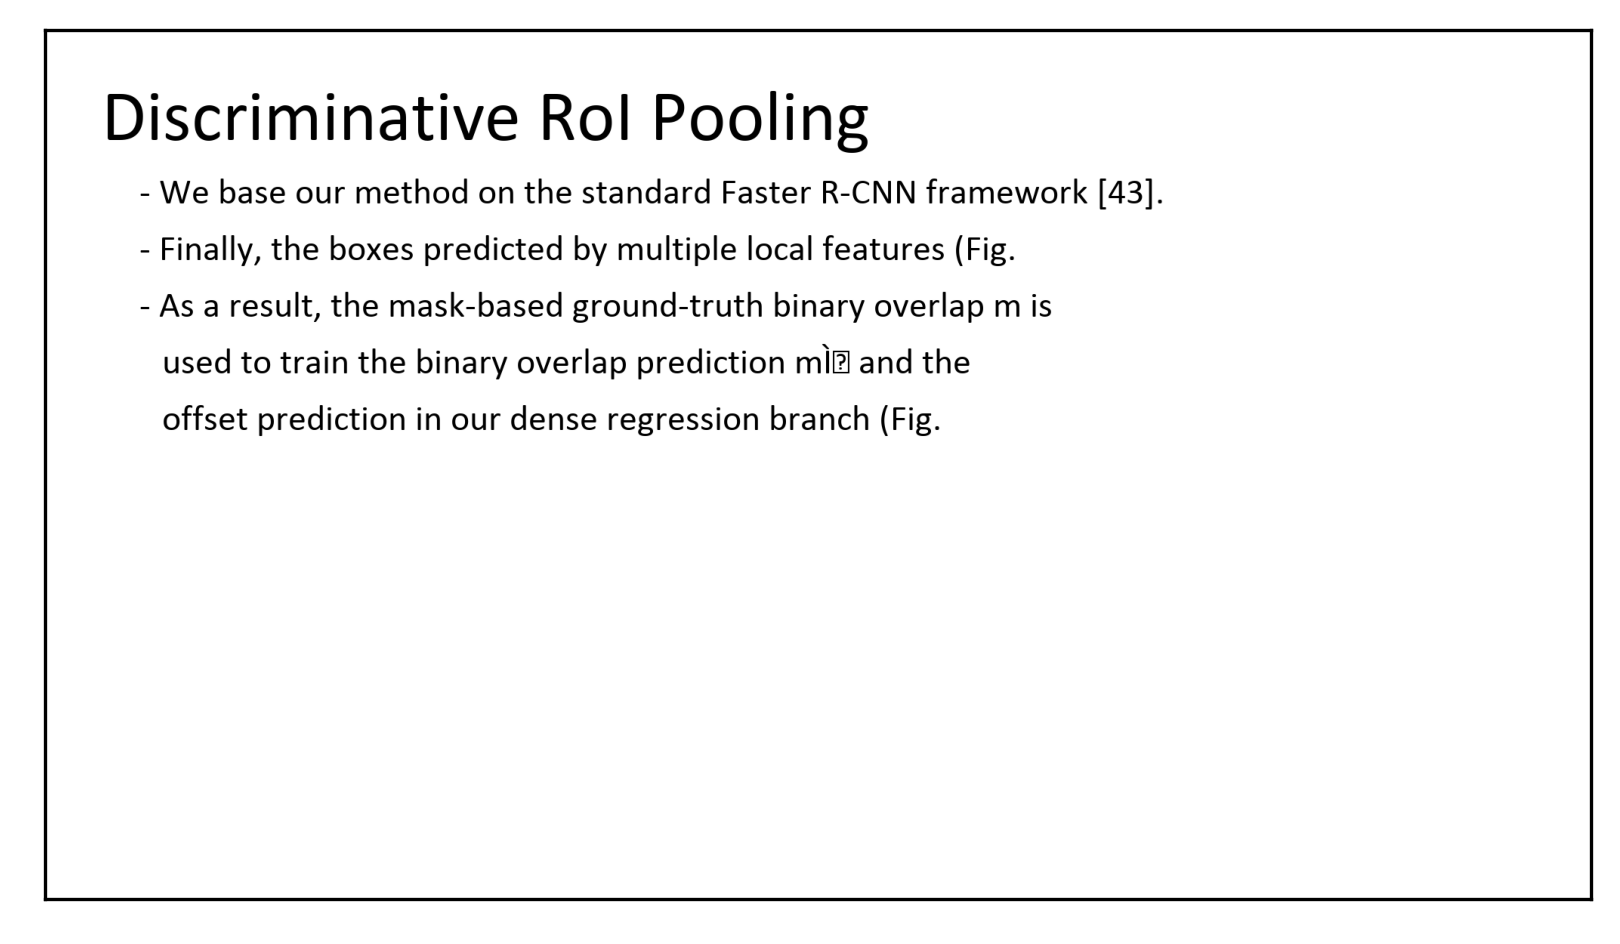 Discriminative RoI Pooling
- We base our method on the standard Faster R-CNN framework [43].
- Finally, the boxes predicted by multiple local features (Fig.
- As a result, the mask-based ground-truth binary overlap m is
used to train the binary overlap prediction mÌ and the
offset prediction in our dense regression branch (Fig.